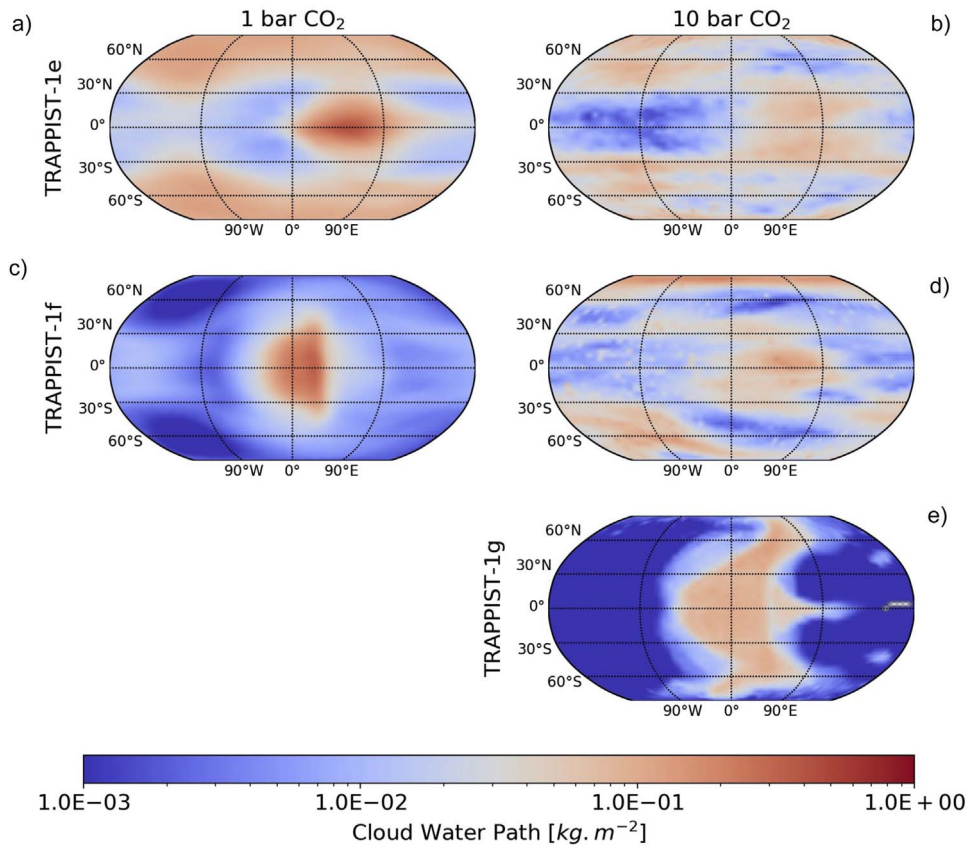 1 bar CO₂
10 bar CO₂
a)
60°N
30°N
0°
30°S
60°S
90°W 0° 90°E
TRAPPIST-1e
b)
60°N
30°N
0°
30°S
60°S
90°W 0° 90°E
c)
60°N
30°N
0°
30°S
60°S
90°W 0° 90°E
TRAPPIST-1f
d)
60°N
30°N
0°
30°S
60°S
90°W 0° 90°E
e)
60°N
30°N
0°
30°S
60°S
90°W 0° 90°E
TRAPPIST-1g
1.0E−03 1.0E−02 1.0E−01 1.0E+00
Cloud Water Path [kg.m⁻²]